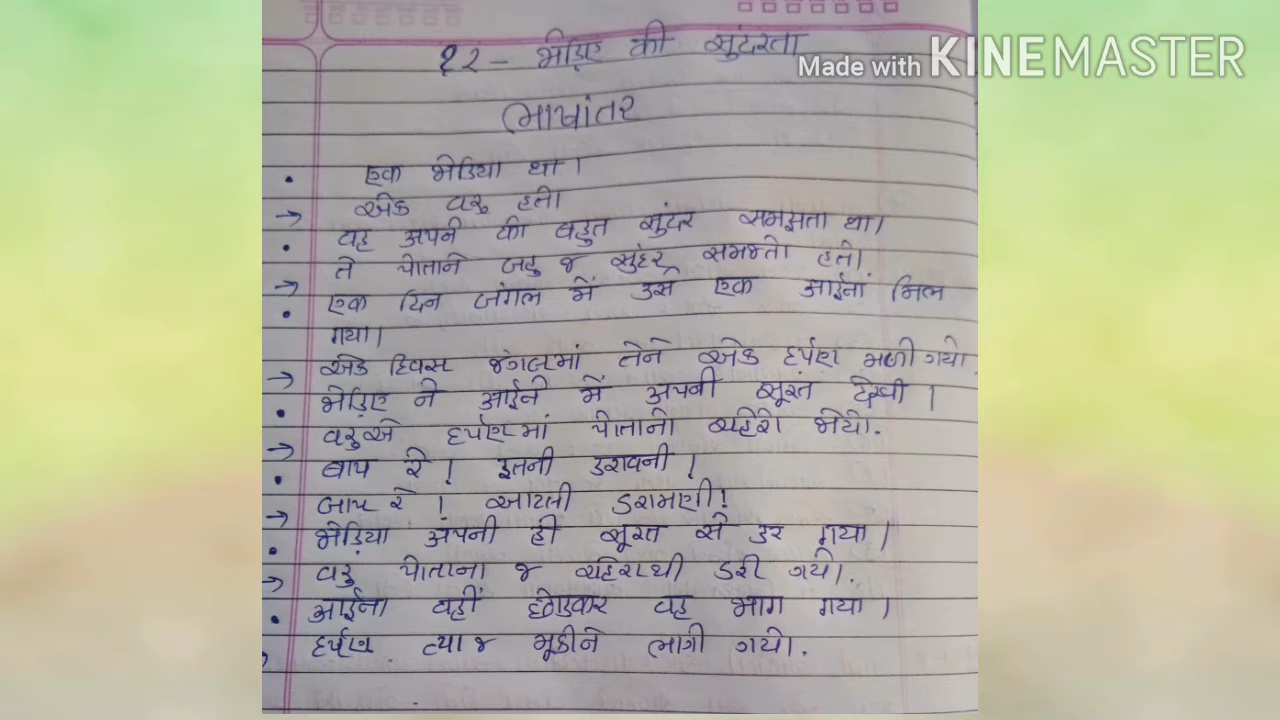 १२ - भेड़िए की सुंदरता
Made with KINEMASTER
ભાષાંતર
• एक भेडिया था।
→ એક વરુ હતો
• वह अपने को बहुत सुंदर समझता था।
→ તે પોતાને બહુ જ સુંદર સમજતો હતો.
• एक दिन जंगल में उसे एक आईना मिल
गया।
→ એક દિવસ જંગલમાં તેને એક દર્પણ મળી ગયો.
• भेड़िए ने आईने में अपनी सूरत देखी।
→ વરુએ દર્પણમાં પોતાનો ચહેરો જોયો.
• बाप रे! इतनी डरावनी!
→ બાપ રે! આટલી ડરામણી!
• भेड़िया अपनी ही सूरत से डर गया।
→ વરુ પોતાના જ ચહેરાથી ડરી ગયો.
• आईना वहीं छोडकर वह भाग गया।
→ દર્પણ ત્યાં જ મૂકીને ભાગી ગયો.